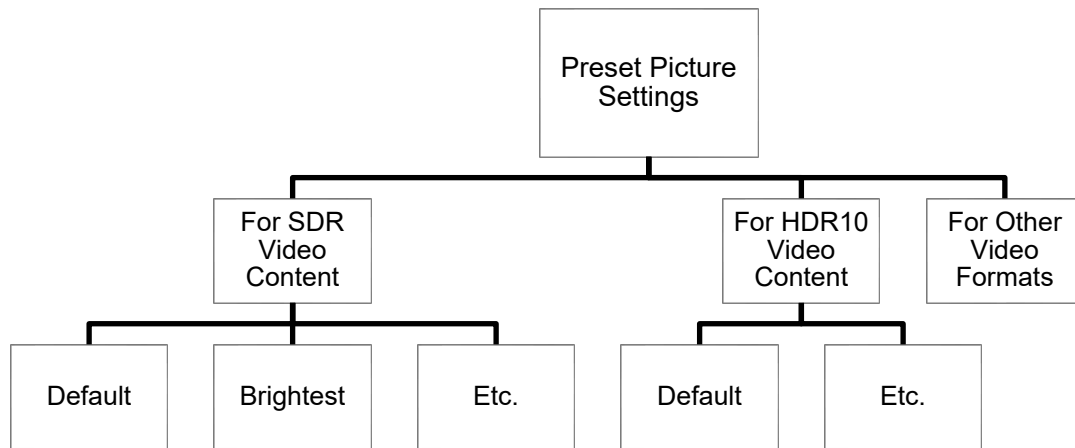 Preset Picture
Settings
For SDR
Video
Content
For HDR10
Video
Content
For Other
Video
Formats
Default
Brightest
Etc.
Default
Etc.